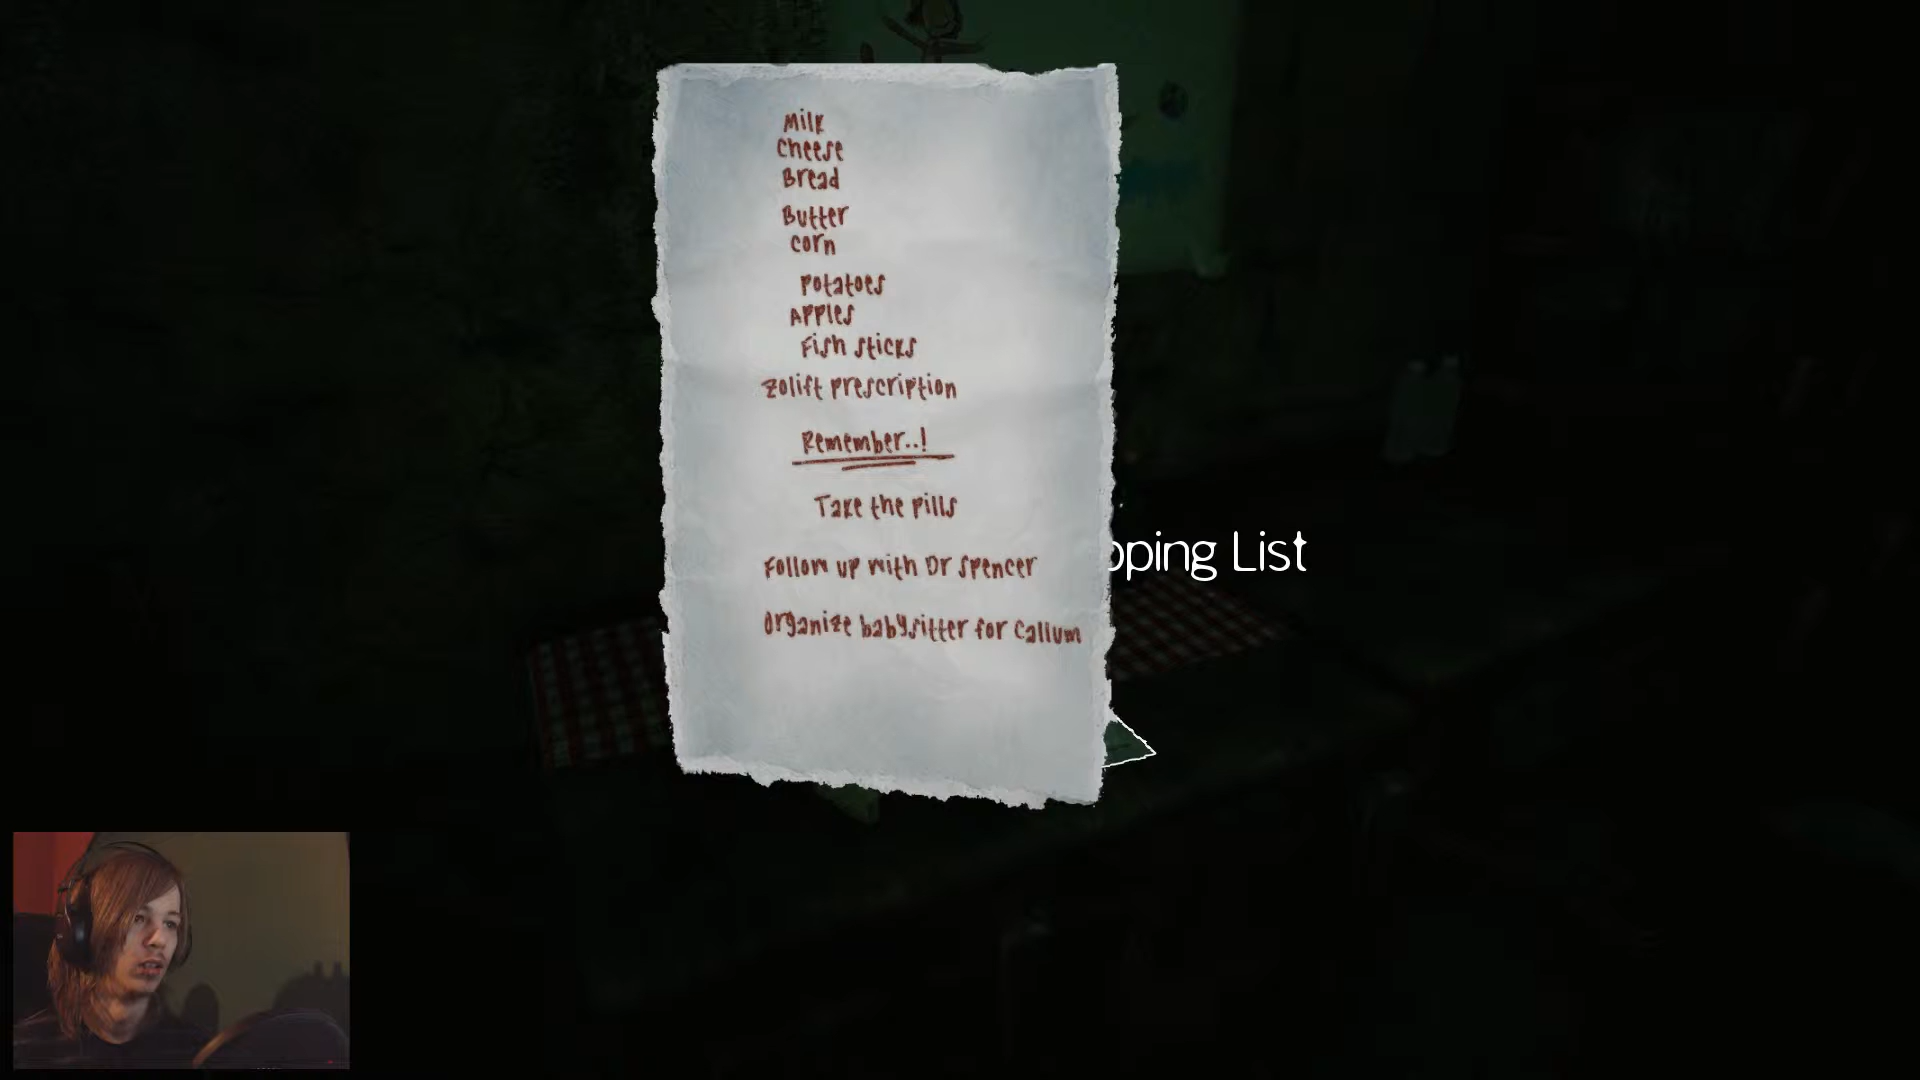 Milk
Cheese
Bread
Butter
corn
Potatoes
Apples
Fish sticks
Zolift prescription
Remember..!
Take the pills
Follow up with Dr Spencer
Organize babysitter for Callum
pping List